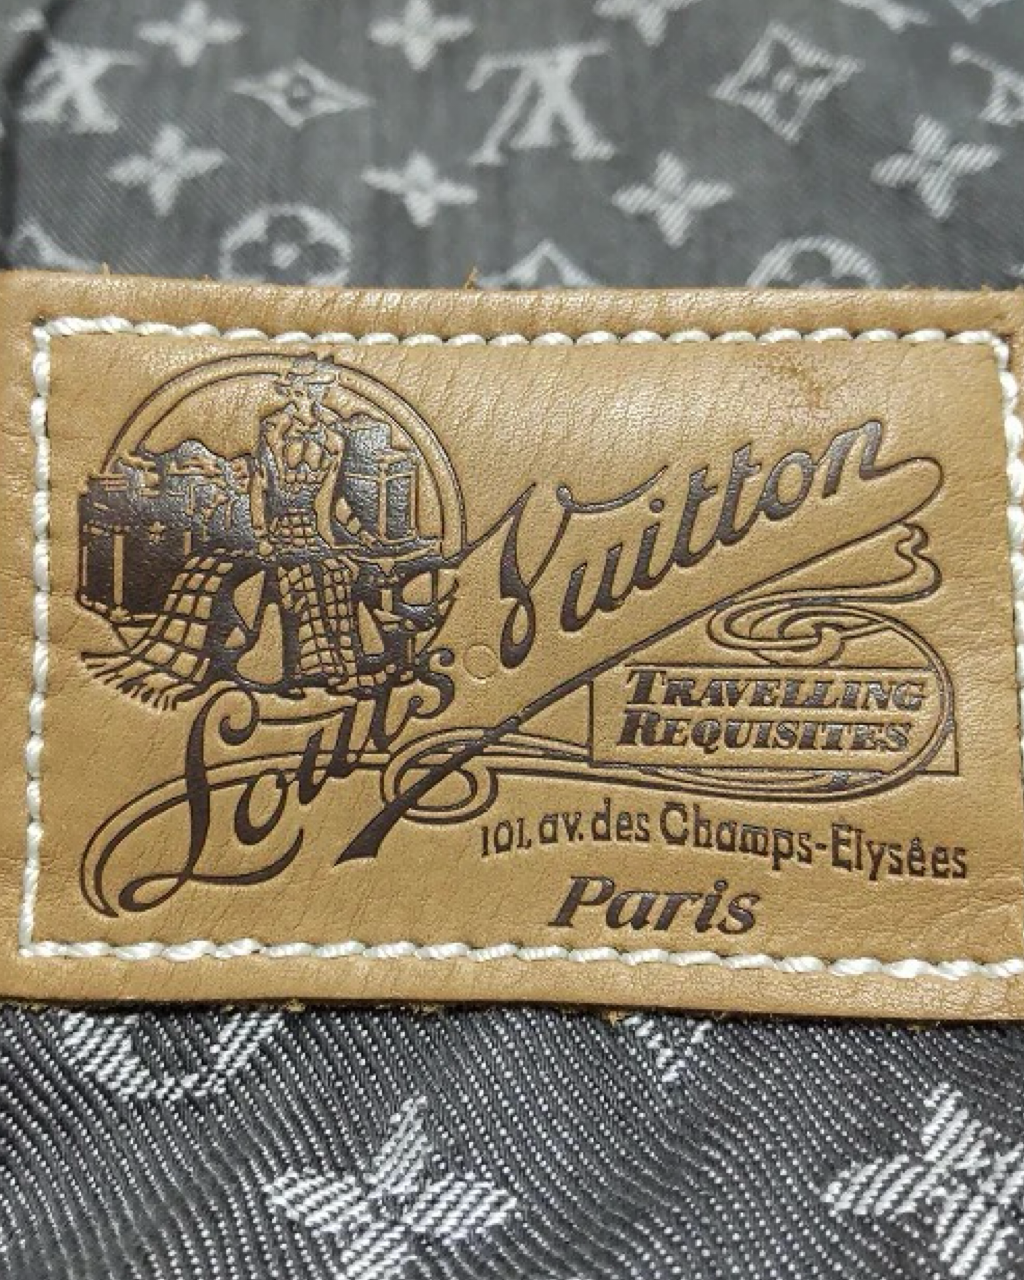 Louis Vuitton
TRAVELLING
REQUISITES
101, av. des Champs-Elysées
Paris